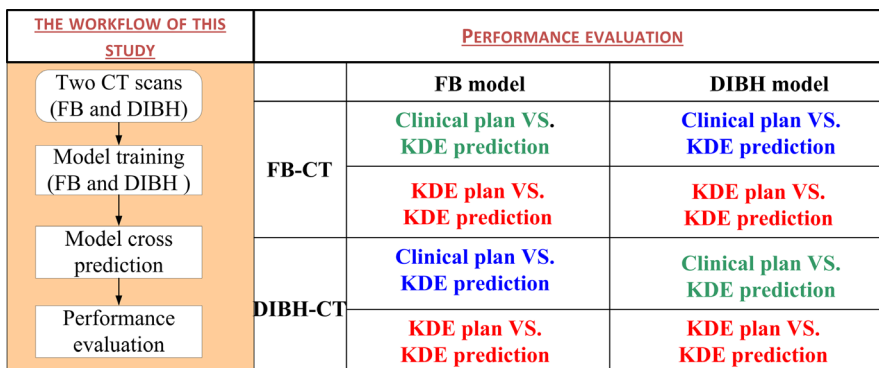 THE WORKFLOW OF THIS
STUDY
PERFORMANCE EVALUATION
Two CT scans
(FB and DIBH)
Model training
(FB and DIBH )
Model cross
prediction
Performance
evaluation
FB model
DIBH model
FB-CT
Clinical plan VS.
KDE prediction
Clinical plan VS.
KDE prediction
KDE plan VS.
KDE prediction
KDE plan VS.
KDE prediction
DIBH-CT
Clinical plan VS.
KDE prediction
Clinical plan VS.
KDE prediction
KDE plan VS.
KDE prediction
KDE plan VS.
KDE prediction